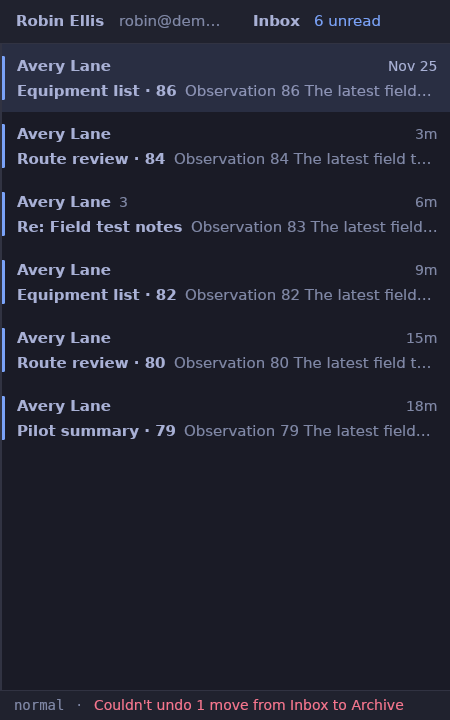 Robin Ellis robin@dem… Inbox 6 unread
Avery Lane Nov 25
Equipment list · 86 Observation 86 The latest field…
Avery Lane 3m
Route review · 84 Observation 84 The latest field t…
Avery Lane 3 6m
Re: Field test notes Observation 83 The latest field…
Avery Lane 9m
Equipment list · 82 Observation 82 The latest field…
Avery Lane 15m
Route review · 80 Observation 80 The latest field t…
Avery Lane 18m
Pilot summary · 79 Observation 79 The latest field…
normal · Couldn't undo 1 move from Inbox to Archive